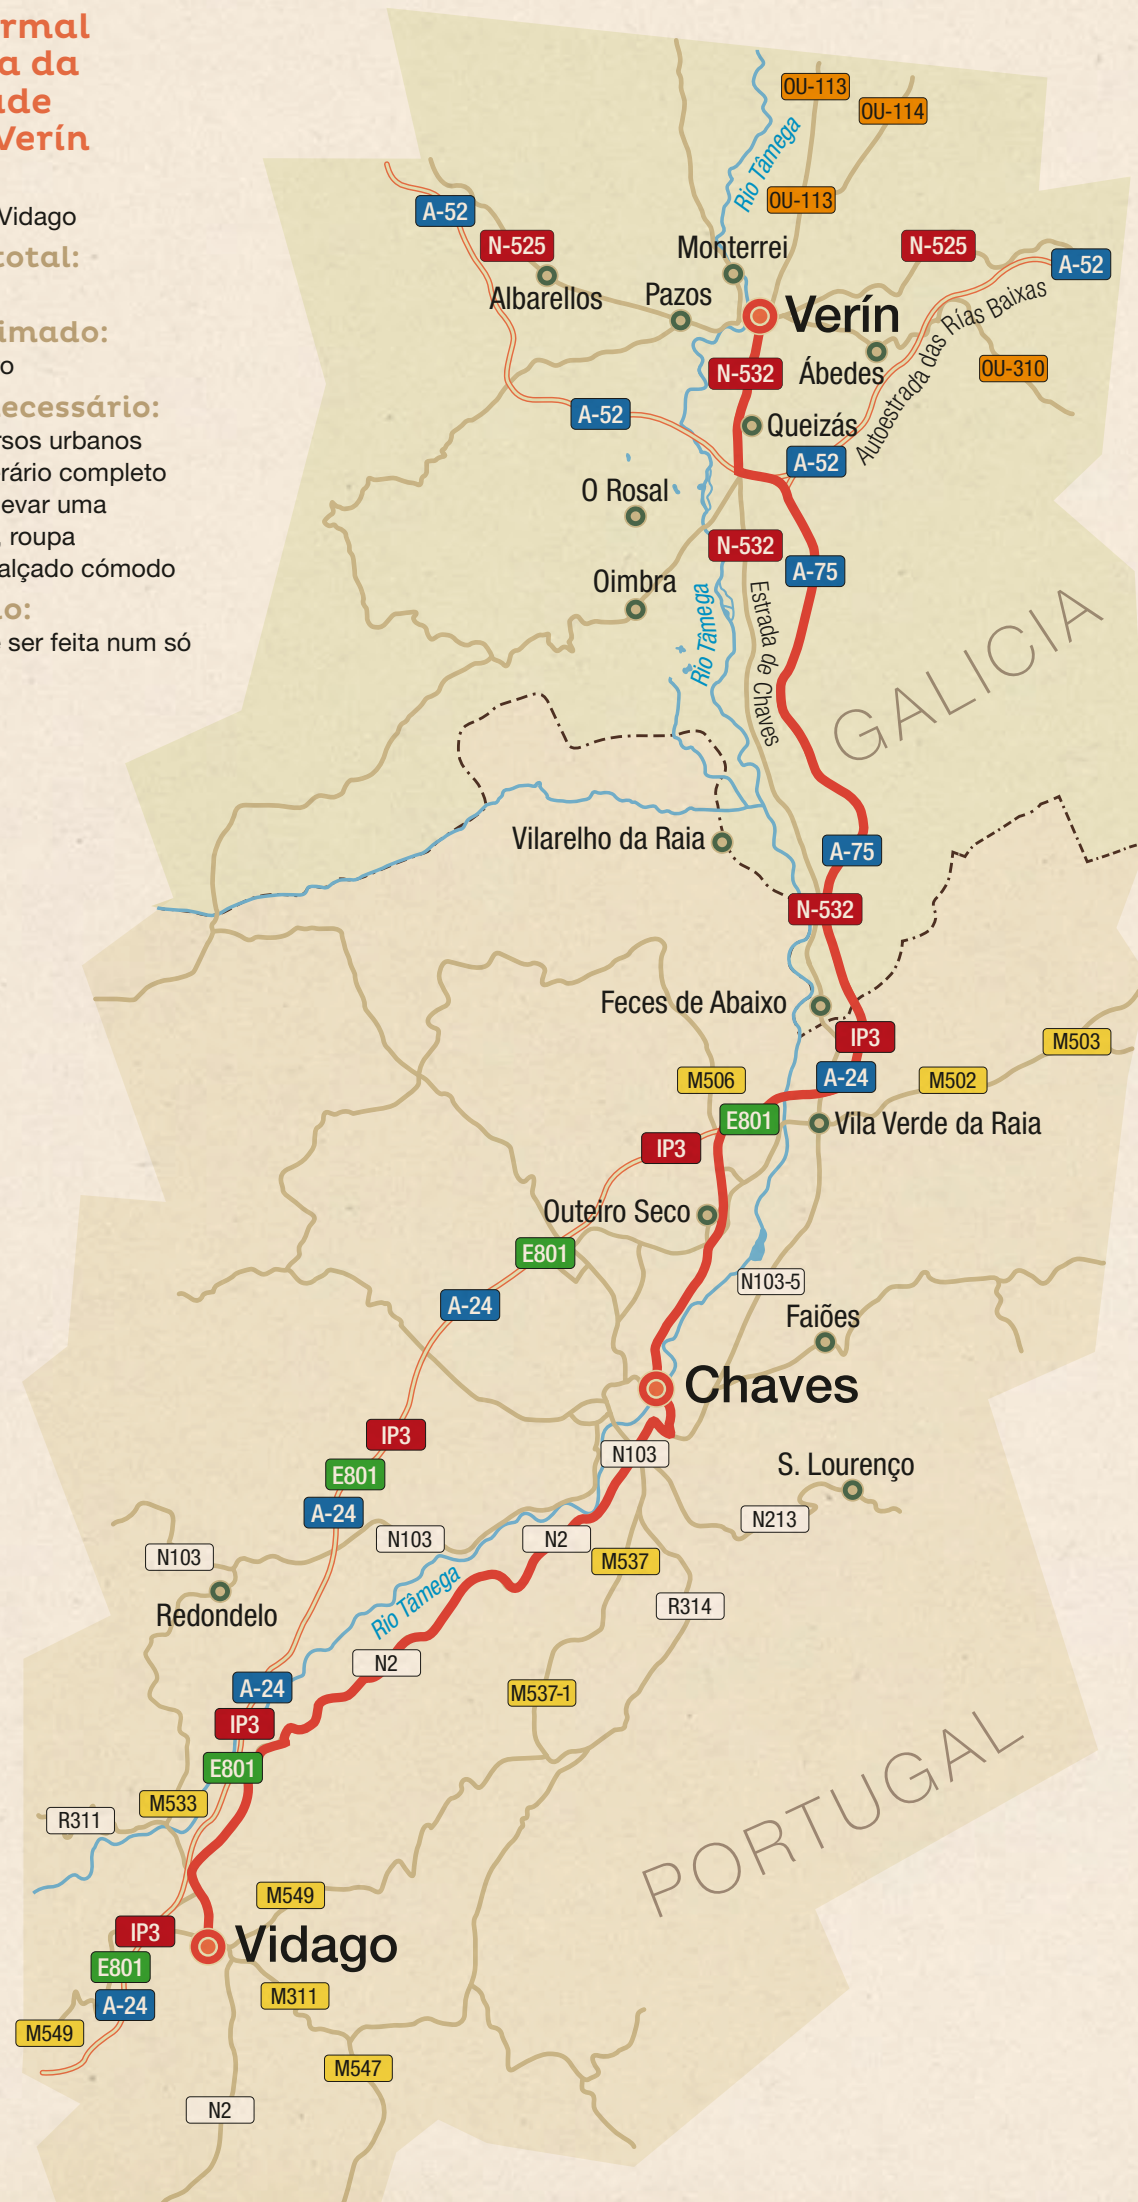 rmal
a da
de
Verín
Vidago
total:
imado:
o
ecessário:
rsos urbanos
rário completo
evar uma
, roupa
alçado cómodo
o:
ser feita num só
OU-113
OU-114
Rio Tâmega
OU-113
A-52
N-525
Monterrei
N-525
A-52
Albarellos
Pazos
Verín
Autoestrada das Rías Baixas
N-532
Ábedes
OU-310
A-52
Queizás
A-52
O Rosal
N-532
A-75
Oimbra
Rio Tâmega
Estrada de Chaves
GALICIA
Vilarelho da Raia
A-75
N-532
Feces de Abaixo
IP3
M503
A-24
M506
M502
E801
Vila Verde da Raia
IP3
Outeiro Seco
E801
N103-5
A-24
Faiões
Chaves
IP3
N103
S. Lourenço
E801
A-24
N213
N103
N2
N103
M537
Redondelo
Rio Tâmega
R314
N2
A-24
M537-1
IP3
E801
M533
R311
PORTUGAL
M549
IP3
Vidago
E801
M311
A-24
M549
M547
N2